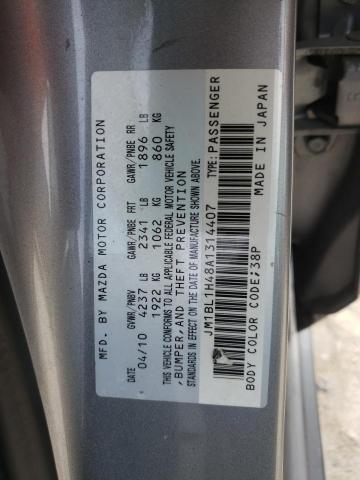 MFD. BY MAZDA MOTOR CORPORATION
DATE GVWR/PNBV GAWR/PNBE FRT GAWR/PNBE RR
04/10 4237 LB 2341 LB 1896 LB
1922 KG 1062 KG 860 KG
THIS VEHICLE CONFORMS TO ALL APPLICABLE FEDERAL MOTOR VEHICLE SAFETY
,BUMPER,AND THEFT PREVENTION
STANDARDS IN EFFECT ON THE DATE OF MANUFACTURE SHOWN ABOVE.
JM1BL1H48A1314407 TYPE:PASSENGER
BODY COLOR CODE:38P MADE IN JAPAN